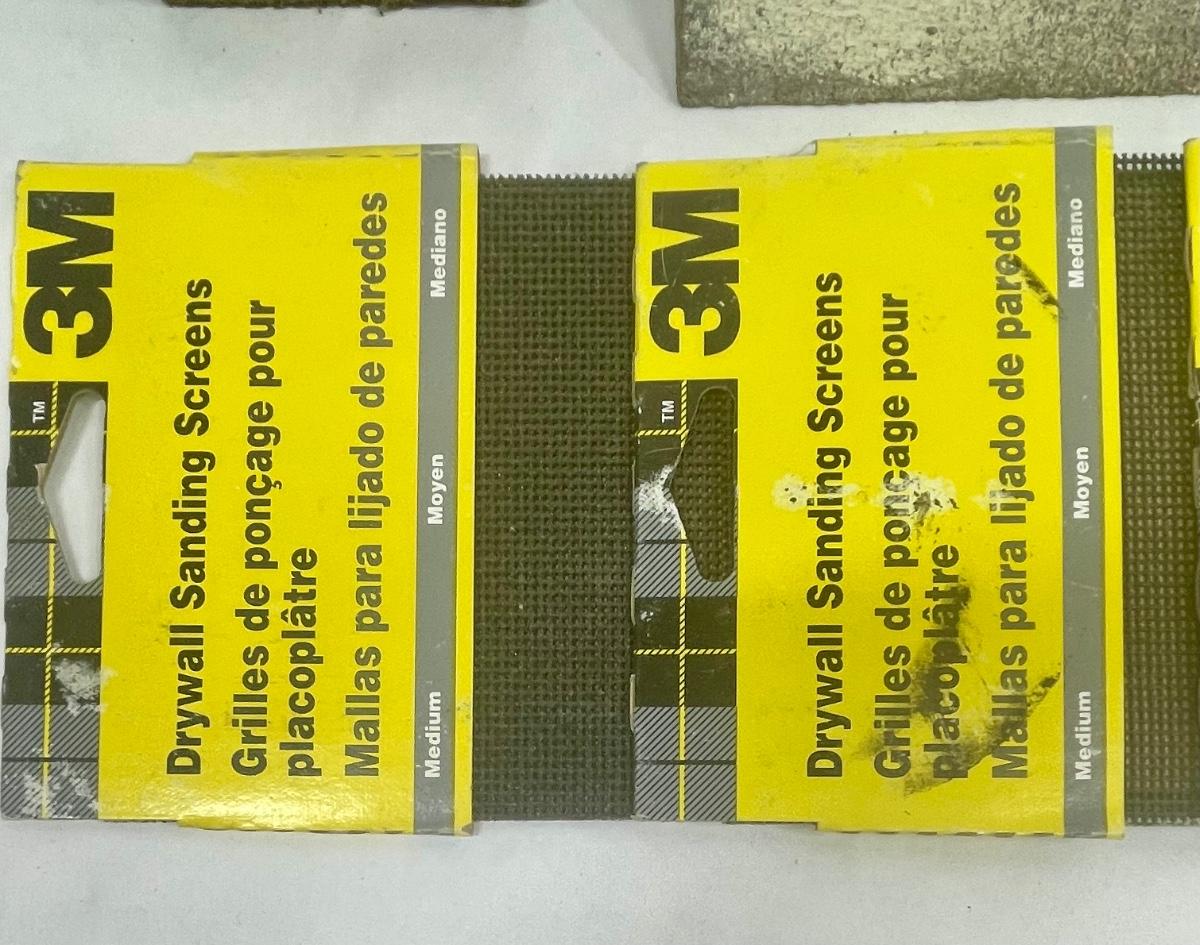 3M
TM
Drywall Sanding Screens
Grilles de ponçage pour
placoplâtre
Mallas para lijado de paredes
Medium Moyen Mediano
3M
TM
Drywall Sanding Screens
Grilles de ponçage pour
placoplâtre
Mallas para lijado de paredes
Medium Moyen Mediano